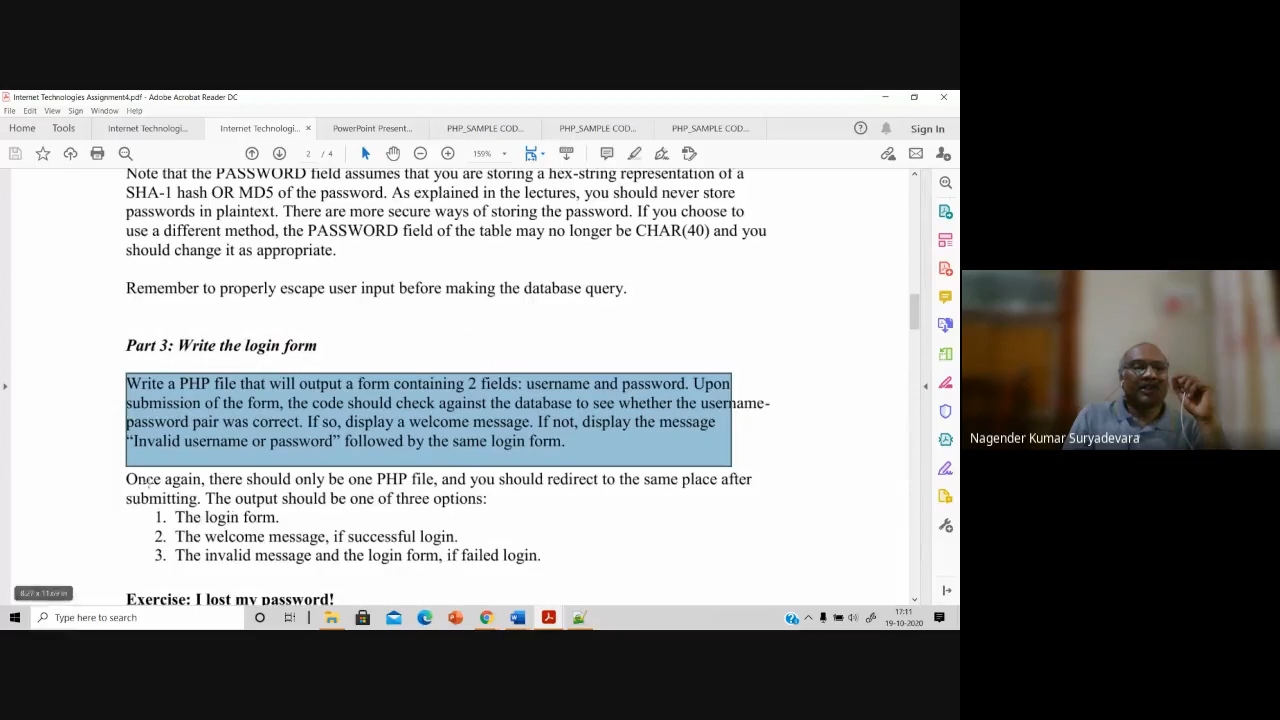 Internet Technologies Assignment4.pdf - Adobe Acrobat Reader DC
File Edit View Sign Window Help
Home Tools Internet Technologi... Internet Technologi... × PowerPoint Present... PHP_SAMPLE COD... PHP_SAMPLE COD... PHP_SAMPLE COD... Sign In
2 / 4 159%
Note that the PASSWORD field assumes that you are storing a hex-string representation of a
SHA-1 hash OR MD5 of the password. As explained in the lectures, you should never store
passwords in plaintext. There are more secure ways of storing the password. If you choose to
use a different method, the PASSWORD field of the table may no longer be CHAR(40) and you
should change it as appropriate.
Remember to properly escape user input before making the database query.
Part 3: Write the login form
Write a PHP file that will output a form containing 2 fields: username and password. Upon
submission of the form, the code should check against the database to see whether the username-
password pair was correct. If so, display a welcome message. If not, display the message
“Invalid username or password” followed by the same login form.
Once again, there should only be one PHP file, and you should redirect to the same place after
submitting. The output should be one of three options:
1. The login form.
2. The welcome message, if successful login.
3. The invalid message and the login form, if failed login.
Exercise: I lost my password!
8.27 x 11.69 in
Type here to search
17:11
19-10-2020
Nagender Kumar Suryadevara